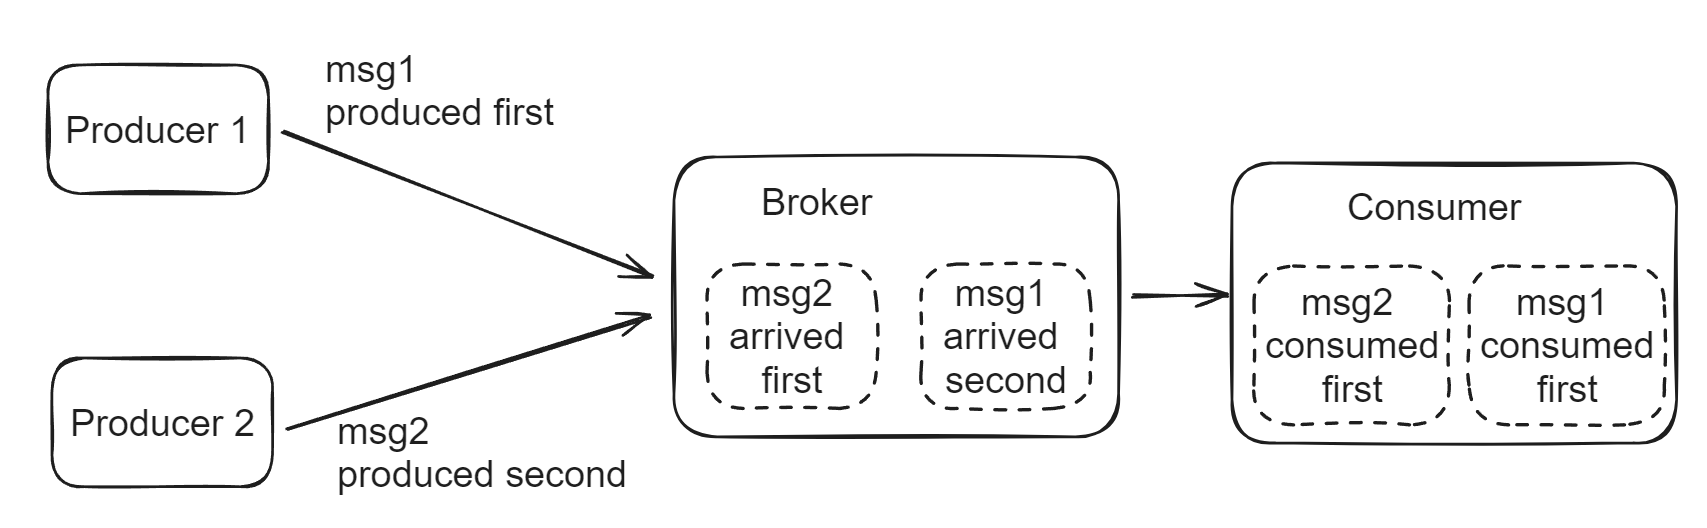 Producer 1
msg1
produced first
Producer 2
msg2
produced second
Broker
msg2
arrived
first
msg1
arrived
second
Consumer
msg2
consumed
first
msg1
consumed
first